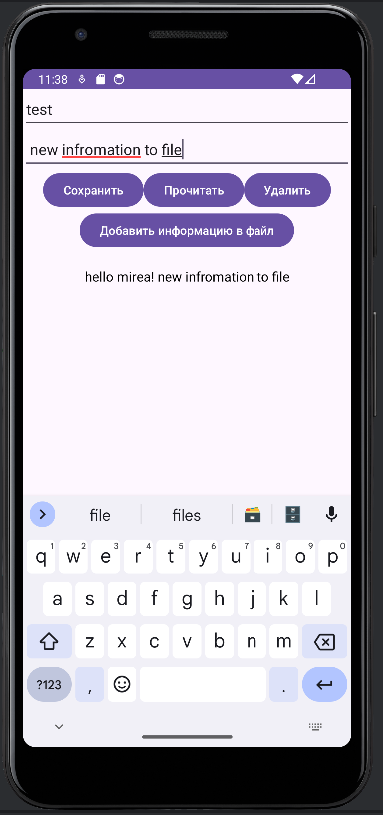 11:38
test
new infromation to file
Сохранить Прочитать Удалить
Добавить информацию в файл
hello mirea! new infromation to file
file files
q1 w2 e3 r4 t5 y6 u7 i8 o9 p0
a s d f g h j k l
z x c v b n m
?123 , .